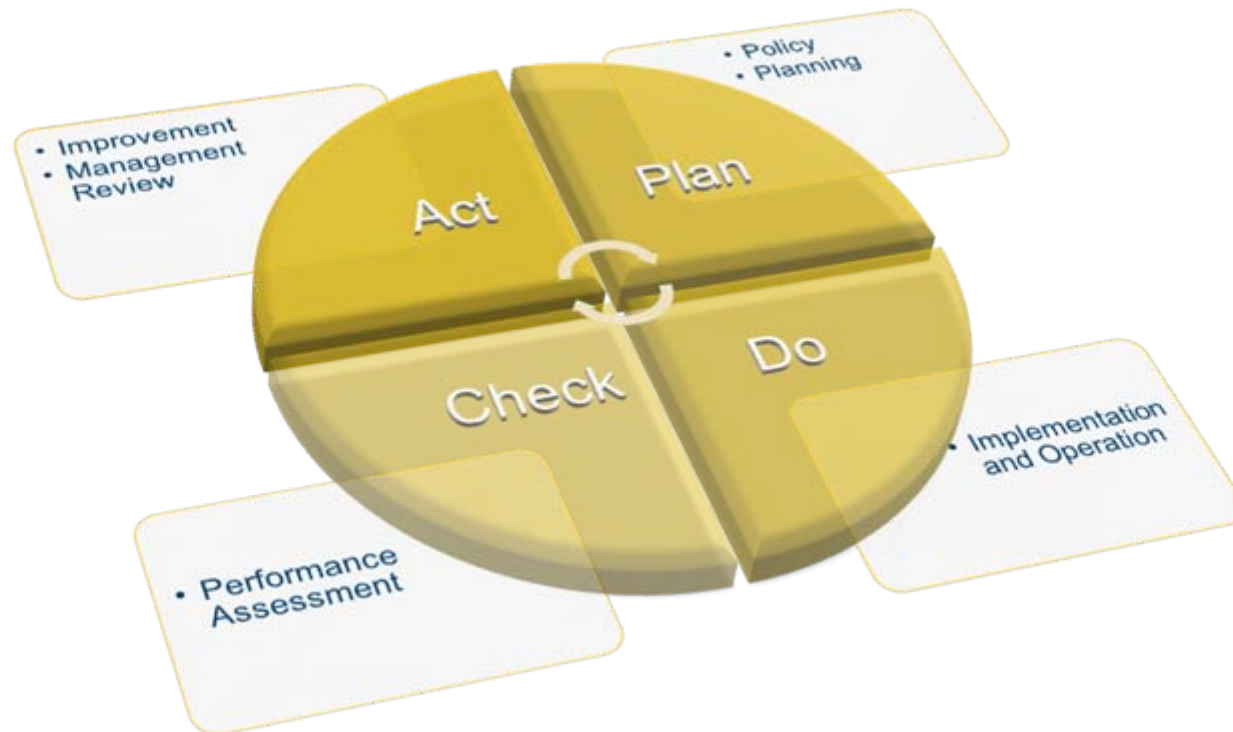 • Policy
• Planning
• Improvement
• Management
Review
Act
Plan
Check
Do
• Implementation
and Operation
• Performance
Assessment